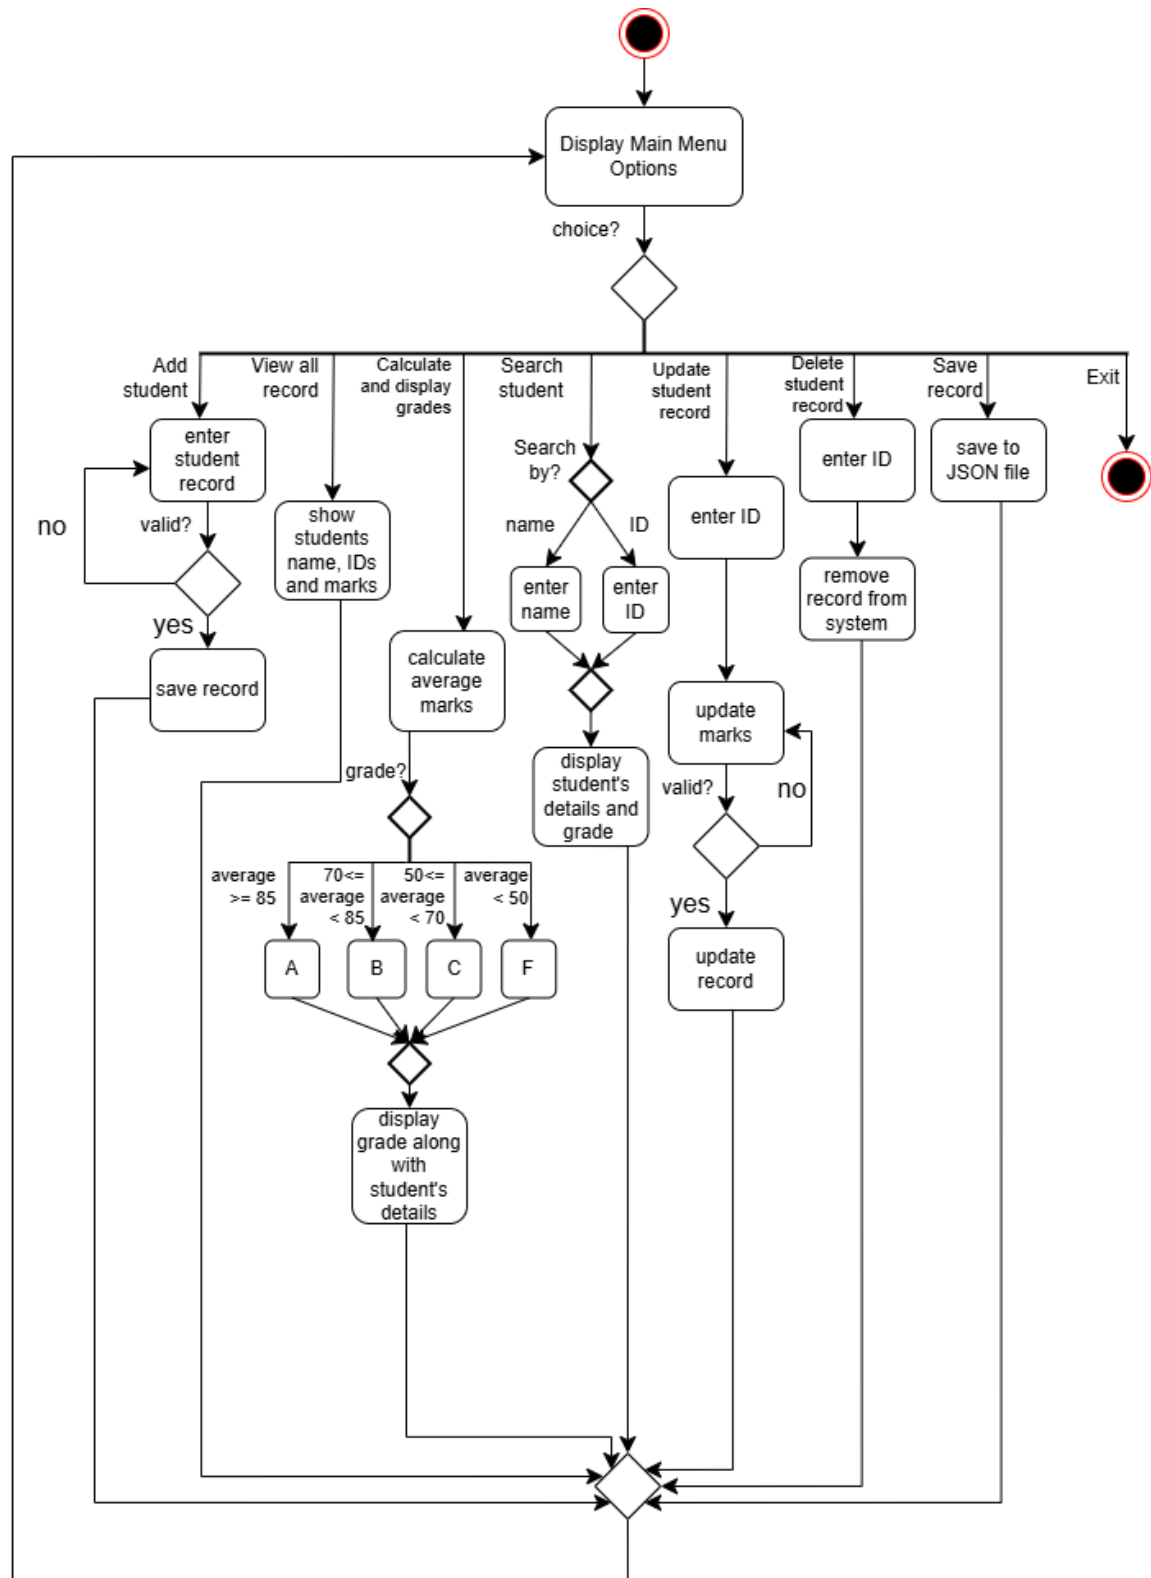 Display Main Menu
Options
choice?
Add
student
View all
record
Calculate
and display
grades
Search
student
Update
student
record
Delete
student
record
Save
record
Exit
enter
student
record
no
valid?
yes
save record
show
students
name, IDs
and marks
calculate
average
marks
grade?
average
>= 85
70<=
average
< 85
50<=
average
< 70
average
< 50
A
B
C
F
display
grade along
with
student's
details
Search
by?
name
ID
enter
name
enter
ID
display
student's
details and
grade
enter ID
update
marks
valid?
no
yes
update
record
enter ID
remove
record from
system
save to
JSON file